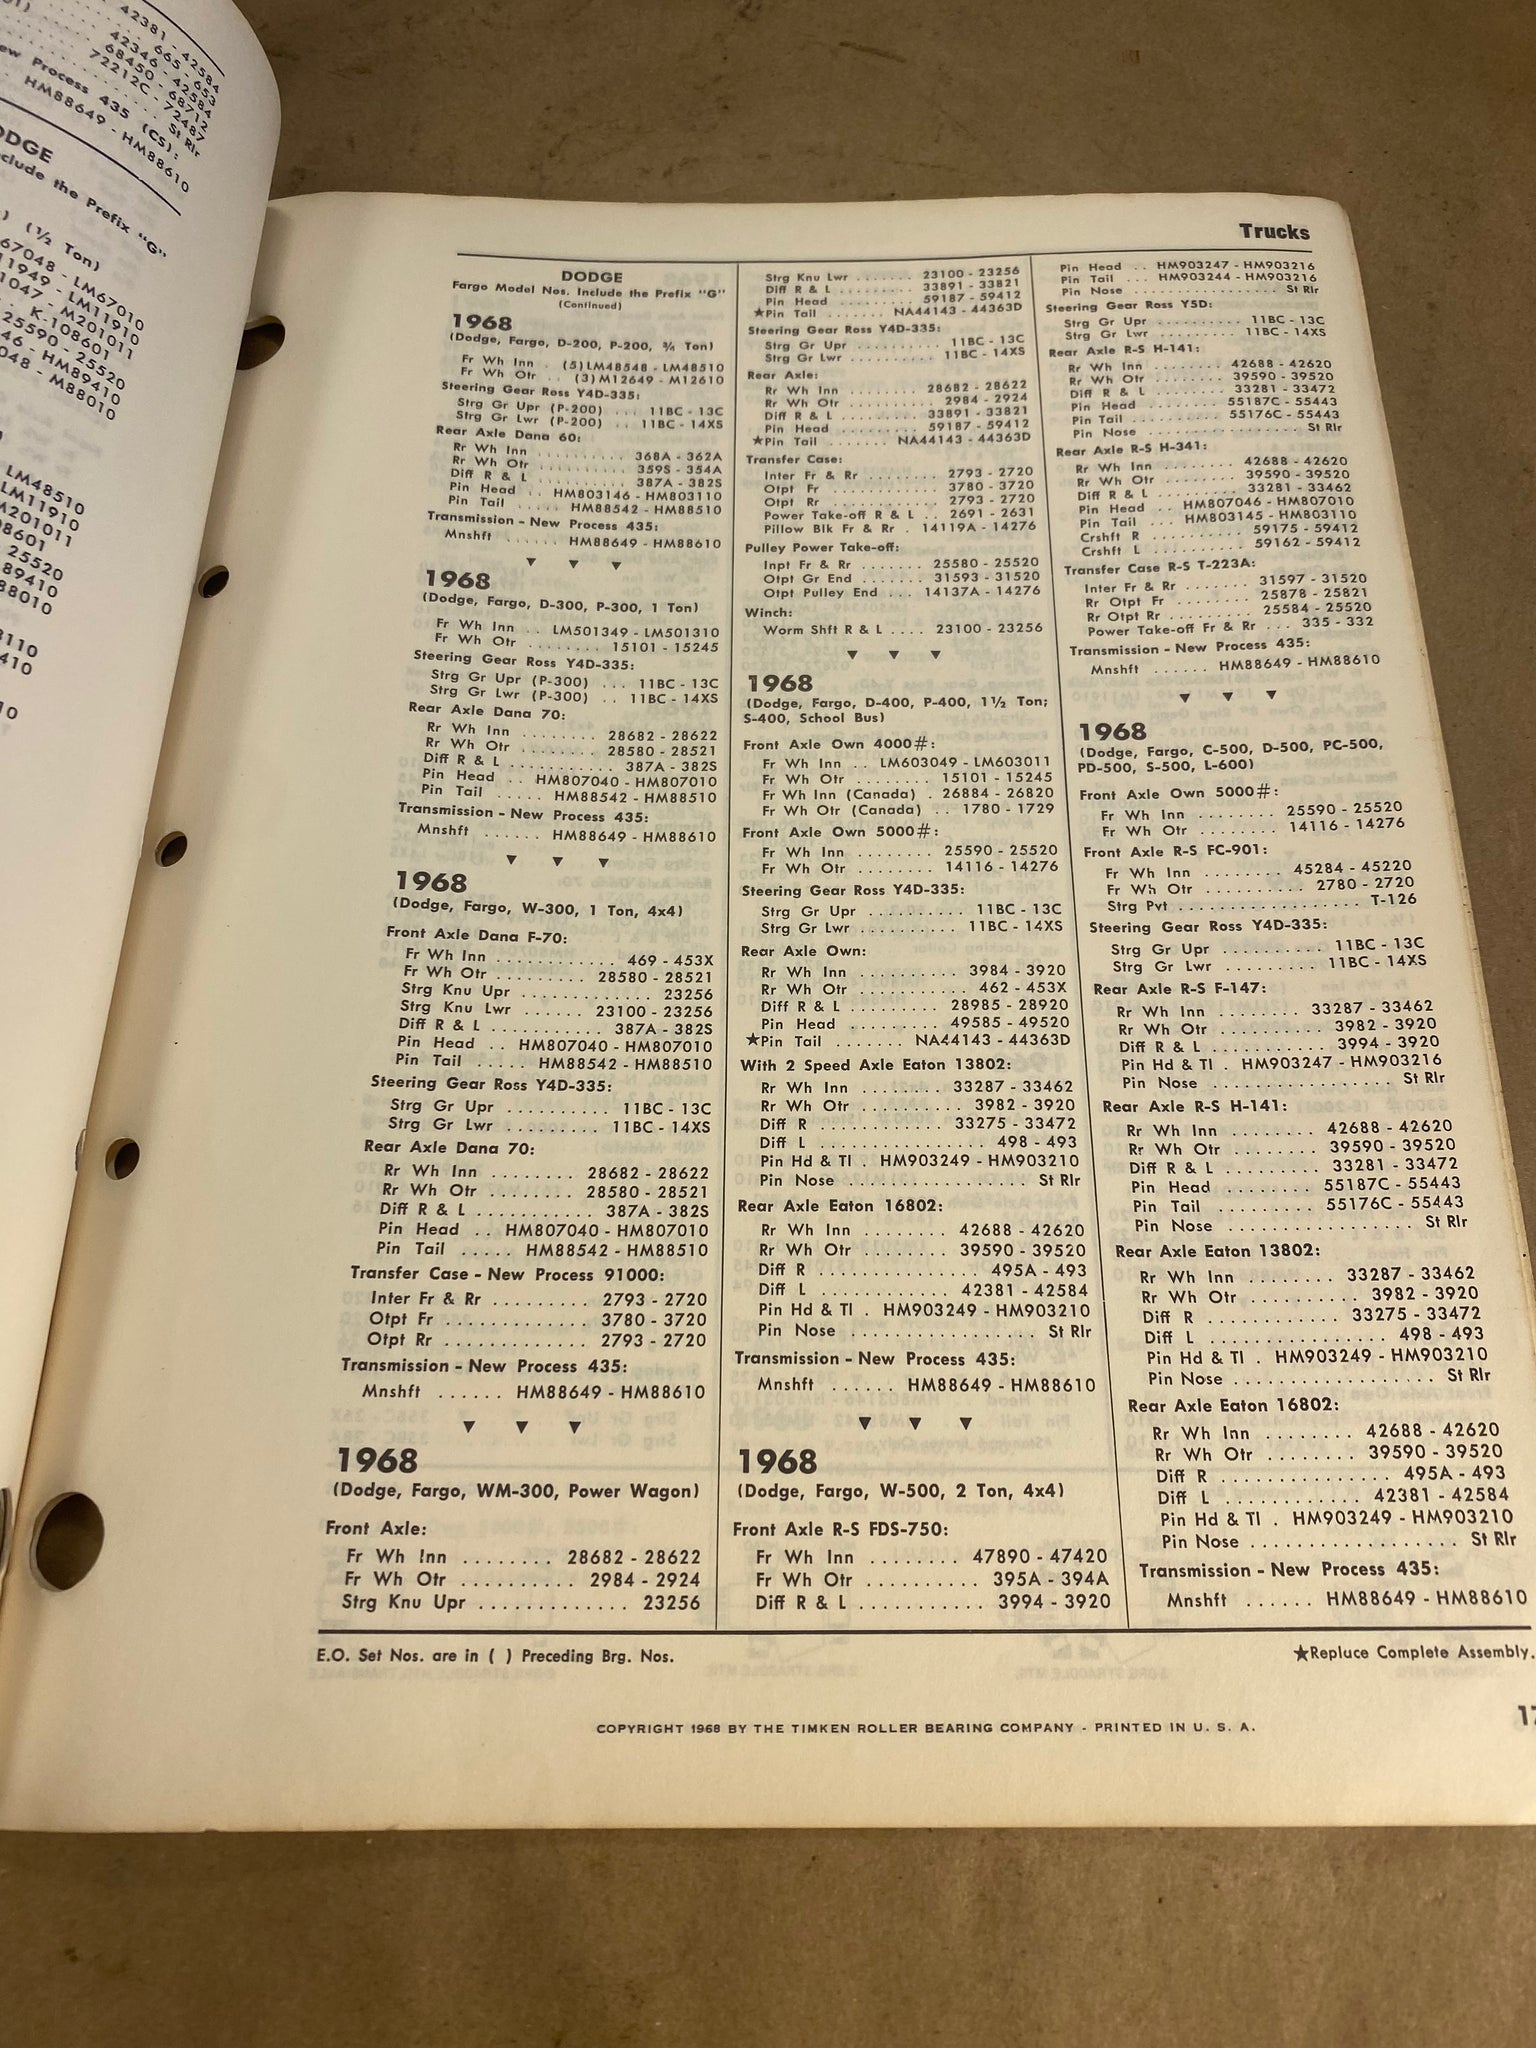 42381 - 42584
665 - 653
42346 - 42584
68450 - 68712
72212C - 72487
St Rlr
Process 435 (CS):
HM88649 - HM88610
DODGE
the Prefix "G"
(½ Ton)
67048 - LM67010
11949 - LM11910
M201011
K-108601
25590 - 25520
HM89410
M88010
LM48510
LM11910
M201011
25520
89410
88010
Trucks
DODGE
Fargo Model Nos. Include the Prefix "G"
(Continued)
1968
(Dodge, Fargo, D-200, P-200, ¾ Ton)
Fr Wh Inn . (5) LM48548 - LM48510
Fr Wh Otr .. (3) M12649 - M12610
Steering Gear Ross Y4D-335:
Strg Gr Upr (P-200) ... 11BC - 13C
Strg Gr Lwr (P-200) .. 11BC - 14XS
Rear Axle Dana 60:
Rr Wh Inn .......... 368A - 362A
Rr Wh Otr .......... 359S - 354A
Diff R & L .......... 387A - 382S
Pin Head .. HM803146 - HM803110
Pin Tail ..... HM88542 - HM88510
Transmission - New Process 435:
Mnshft ...... HM88649 - HM88610
▼ ▼ ▼
1968
(Dodge, Fargo, D-300, P-300, 1 Ton)
Fr Wh Inn .. LM501349 - LM501310
Fr Wh Otr ........ 15101 - 15245
Steering Gear Ross Y4D-335:
Strg Gr Upr (P-300) ... 11BC - 13C
Strg Gr Lwr (P-300) .. 11BC - 14XS
Rear Axle Dana 70:
Rr Wh Inn ........ 28682 - 28622
Rr Wh Otr ........ 28580 - 28521
Diff R & L .......... 387A - 382S
Pin Head .. HM807040 - HM807010
Pin Tail ..... HM88542 - HM88510
Transmission - New Process 435:
Mnshft ...... HM88649 - HM88610
▼ ▼ ▼
1968
(Dodge, Fargo, W-300, 1 Ton, 4x4)
Front Axle Dana F-70:
Fr Wh Inn ............ 469 - 453X
Fr Wh Otr ........ 28580 - 28521
Strg Knu Upr ............. 23256
Strg Knu Lwr ...... 23100 - 23256
Diff R & L ........... 387A - 382S
Pin Head .. HM807040 - HM807010
Pin Tail ..... HM88542 - HM88510
Steering Gear Ross Y4D-335:
Strg Gr Upr .......... 11BC - 13C
Strg Gr Lwr ......... 11BC - 14XS
Rear Axle Dana 70:
Rr Wh Inn ........ 28682 - 28622
Rr Wh Otr ........ 28580 - 28521
Diff R & L ........... 387A - 382S
Pin Head .. HM807040 - HM807010
Pin Tail ..... HM88542 - HM88510
Transfer Case - New Process 91000:
Inter Fr & Rr ......... 2793 - 2720
Otpt Fr ............. 3780 - 3720
Otpt Rr ............. 2793 - 2720
Transmission - New Process 435:
Mnshft ...... HM88649 - HM88610
▼ ▼ ▼
1968
(Dodge, Fargo, WM-300, Power Wagon)
Front Axle:
Fr Wh Inn ........ 28682 - 28622
Fr Wh Otr .......... 2984 - 2924
Strg Knu Upr ............. 23256
Strg Knu Lwr ....... 23100 - 23256
Diff R & L ......... 33891 - 33821
Pin Head .......... 59187 - 59412
★Pin Tail ....... NA44143 - 44363D
Steering Gear Ross Y4D-335:
Strg Gr Upr .......... 11BC - 13C
Strg Gr Lwr ......... 11BC - 14XS
Rear Axle:
Rr Wh Inn ........ 28682 - 28622
Rr Wh Otr .......... 2984 - 2924
Diff R & L ......... 33891 - 33821
Pin Head .......... 59187 - 59412
★Pin Tail ....... NA44143 - 44363D
Transfer Case:
Inter Fr & Rr ......... 2793 - 2720
Otpt Fr ............. 3780 - 3720
Otpt Rr ............. 2793 - 2720
Power Take-off R & L .. 2691 - 2631
Pillow Blk Fr & Rr . 14119A - 14276
Pulley Power Take-off:
Inpt Fr & Rr ....... 25580 - 25520
Otpt Gr End ....... 31593 - 31520
Otpt Pulley End ... 14137A - 14276
Winch:
Worm Shft R & L .... 23100 - 23256
▼ ▼ ▼
1968
(Dodge, Fargo, D-400, P-400, 1½ Ton;
S-400, School Bus)
Front Axle Own 4000#:
Fr Wh Inn .. LM603049 - LM603011
Fr Wh Otr ........ 15101 - 15245
Fr Wh Inn (Canada) . 26884 - 26820
Fr Wh Otr (Canada) .. 1780 - 1729
Front Axle Own 5000#:
Fr Wh Inn ........ 25590 - 25520
Fr Wh Otr ........ 14116 - 14276
Steering Gear Ross Y4D-335:
Strg Gr Upr .......... 11BC - 13C
Strg Gr Lwr .......... 11BC - 14XS
Rear Axle Own:
Rr Wh Inn .......... 3984 - 3920
Rr Wh Otr ........... 462 - 453X
Diff R & L ......... 28985 - 28920
Pin Head .......... 49585 - 49520
★Pin Tail ....... NA44143 - 44363D
With 2 Speed Axle Eaton 13802:
Rr Wh Inn ........ 33287 - 33462
Rr Wh Otr .......... 3982 - 3920
Diff R ............. 33275 - 33472
Diff L ................ 498 - 493
Pin Hd & Tl . HM903249 - HM903210
Pin Nose ................ St Rlr
Rear Axle Eaton 16802:
Rr Wh Inn ........ 42688 - 42620
Rr Wh Otr ........ 39590 - 39520
Diff R ............... 495A - 493
Diff L ............. 42381 - 42584
Pin Hd & Tl . HM903249 - HM903210
Pin Nose ................. St Rlr
Transmission - New Process 435:
Mnshft ...... HM88649 - HM88610
▼ ▼ ▼
1968
(Dodge, Fargo, W-500, 2 Ton, 4x4)
Front Axle R-S FDS-750:
Fr Wh Inn ........ 47890 - 47420
Fr Wh Otr .......... 395A - 394A
Diff R & L ........... 3994 - 3920
Pin Head .. HM903247 - HM903216
Pin Tail ... HM903244 - HM903216
Pin Nose ................. St Rlr
Steering Gear Ross Y5D:
Strg Gr Upr .......... 11BC - 13C
Strg Gr Lwr .......... 11BC - 14XS
Rear Axle R-S H-141:
Rr Wh Inn ........ 42688 - 42620
Rr Wh Otr ........ 39590 - 39520
Diff R & L ......... 33281 - 33472
Pin Head ........ 55187C - 55443
Pin Tail ......... 55176C - 55443
Pin Nose ................. St Rlr
Rear Axle R-S H-341:
Rr Wh Inn ........ 42688 - 42620
Rr Wh Otr ........ 39590 - 39520
Diff R & L ......... 33281 - 33462
Pin Head .. HM807046 - HM807010
Pin Tail ... HM803145 - HM803110
Crshft R .......... 59175 - 59412
Crshft L .......... 59162 - 59412
Transfer Case R-S T-223A:
Inter Fr & Rr ....... 31597 - 31520
Rr Otpt Fr ........ 25878 - 25821
Rr Otpt Rr ........ 25584 - 25520
Power Take-off Fr & Rr ... 335 - 332
Transmission - New Process 435:
Mnshft ...... HM88649 - HM88610
▼ ▼ ▼
1968
(Dodge, Fargo, C-500, D-500, PC-500,
PD-500, S-500, L-600)
Front Axle Own 5000#:
Fr Wh Inn ........ 25590 - 25520
Fr Wh Otr ........ 14116 - 14276
Front Axle R-S FC-901:
Fr Wh Inn ........ 45284 - 45220
Fr Wh Otr .......... 2780 - 2720
Strg Pvt .................. T-126
Steering Gear Ross Y4D-335:
Strg Gr Upr .......... 11BC - 13C
Strg Gr Lwr ......... 11BC - 14XS
Rear Axle R-S F-147:
Rr Wh Inn ........ 33287 - 33462
Rr Wh Otr .......... 3982 - 3920
Diff R & L ........... 3994 - 3920
Pin Hd & Tl . HM903247 - HM903216
Pin Nose ................. St Rlr
Rear Axle R-S H-141:
Rr Wh Inn ........ 42688 - 42620
Rr Wh Otr ........ 39590 - 39520
Diff R & L ......... 33281 - 33472
Pin Head ........ 55187C - 55443
Pin Tail ......... 55176C - 55443
Pin Nose ................. St Rlr
Rear Axle Eaton 13802:
Rr Wh Inn ........ 33287 - 33462
Rr Wh Otr .......... 3982 - 3920
Diff R ............. 33275 - 33472
Diff L ................ 498 - 493
Pin Hd & Tl . HM903249 - HM903210
Pin Nose ................. St Rlr
Rear Axle Eaton 16802:
Rr Wh Inn ........ 42688 - 42620
Rr Wh Otr ........ 39590 - 39520
Diff R ............... 495A - 493
Diff L ............. 42381 - 42584
Pin Hd & Tl . HM903249 - HM903210
Pin Nose .................. St Rlr
Transmission - New Process 435:
Mnshft ...... HM88649 - HM88610
E.O. Set Nos. are in ( ) Preceding Brg. Nos.
★Replace Complete Assembly.
17
COPYRIGHT 1968 BY THE TIMKEN ROLLER BEARING COMPANY - PRINTED IN U. S. A.